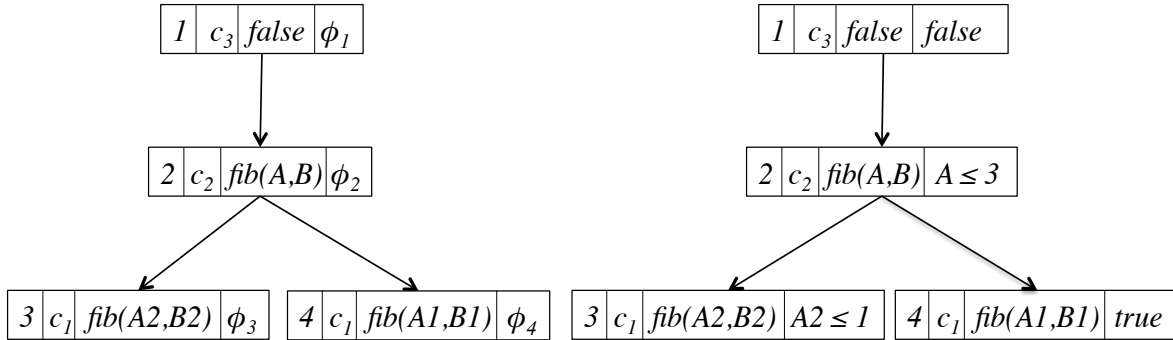 1 c₃ false ϕ₁
1 c₃ false false
2 c₂ fib(A,B) ϕ₂
2 c₂ fib(A,B) A ≤ 3
3 c₁ fib(A2,B2) ϕ₃
4 c₁ fib(A1,B1) ϕ₄
3 c₁ fib(A2,B2) A2 ≤ 1
4 c₁ fib(A1,B1) true